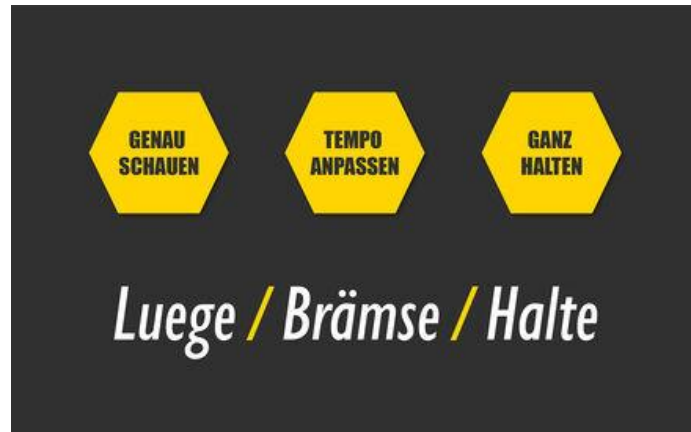 GENAU
SCHAUEN
TEMPO
ANPASSEN
GANZ
HALTEN
Luege / Brämse / Halte